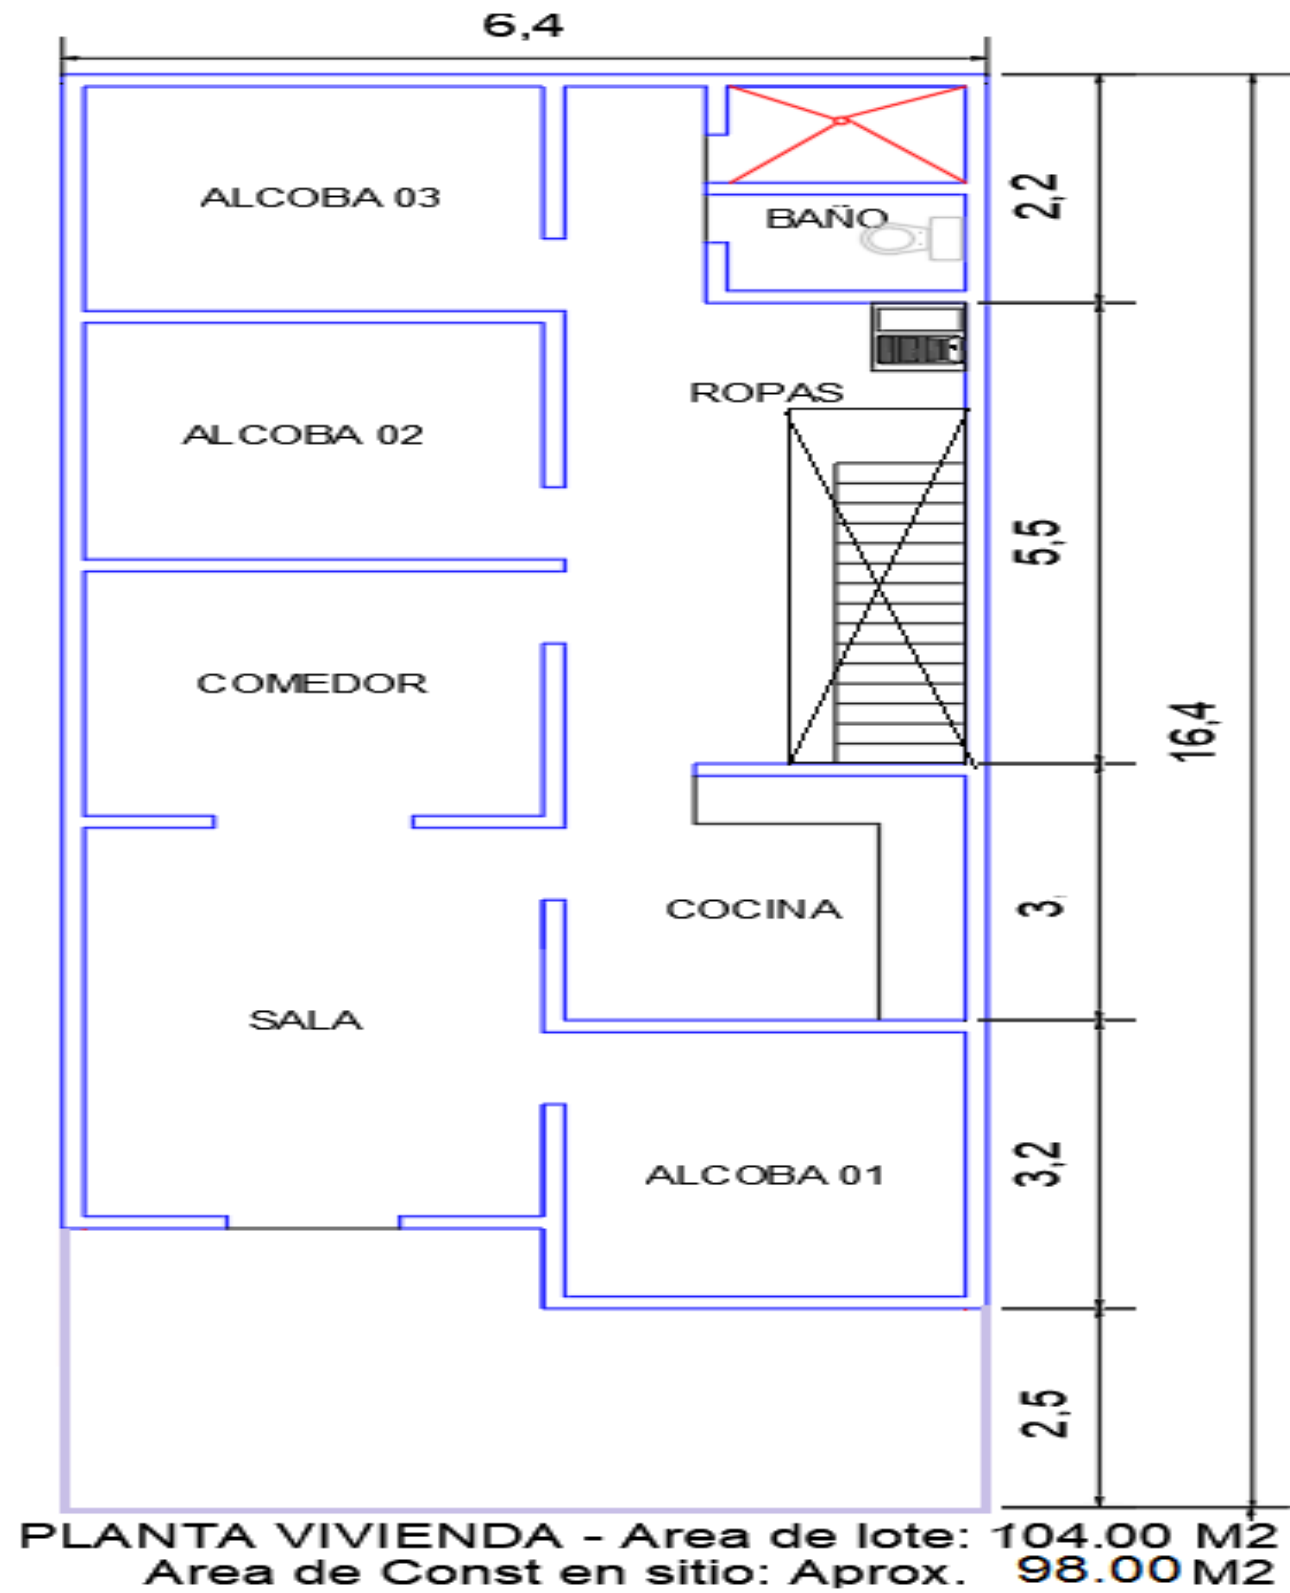 6,4
ALCOBA 03
BAÑO
2,2
ROPAS
ALCOBA 02
5,5
COMEDOR
16,4
COCINA
3,
SALA
ALCOBA 01
3,2
2,5
PLANTA VIVIENDA - Area de lote: 104.00 M2
Area de Const en sitio: Aprox. 98.00 M2